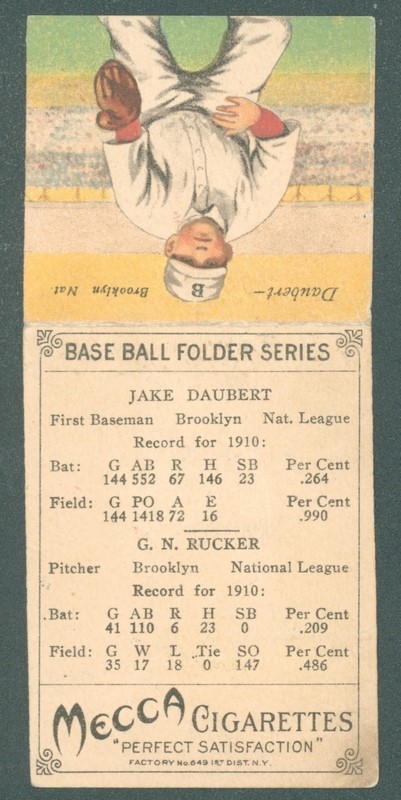 B
Daubert— Brooklyn Nat.
BASE BALL FOLDER SERIES
JAKE DAUBERT
First Baseman Brooklyn Nat. League
Record for 1910:
Bat: G AB R H SB Per Cent
144 552 67 146 23 .264
Field: G PO A E Per Cent
144 1418 72 16 .990
G. N. RUCKER
Pitcher Brooklyn National League
Record for 1910:
Bat: G AB R H SB Per Cent
41 110 6 23 0 .209
Field: G W L Tie SO Per Cent
35 17 18 0 147 .486
MECCA CIGARETTES
"PERFECT SATISFACTION"
FACTORY No. 649 1ST DIST. N.Y.